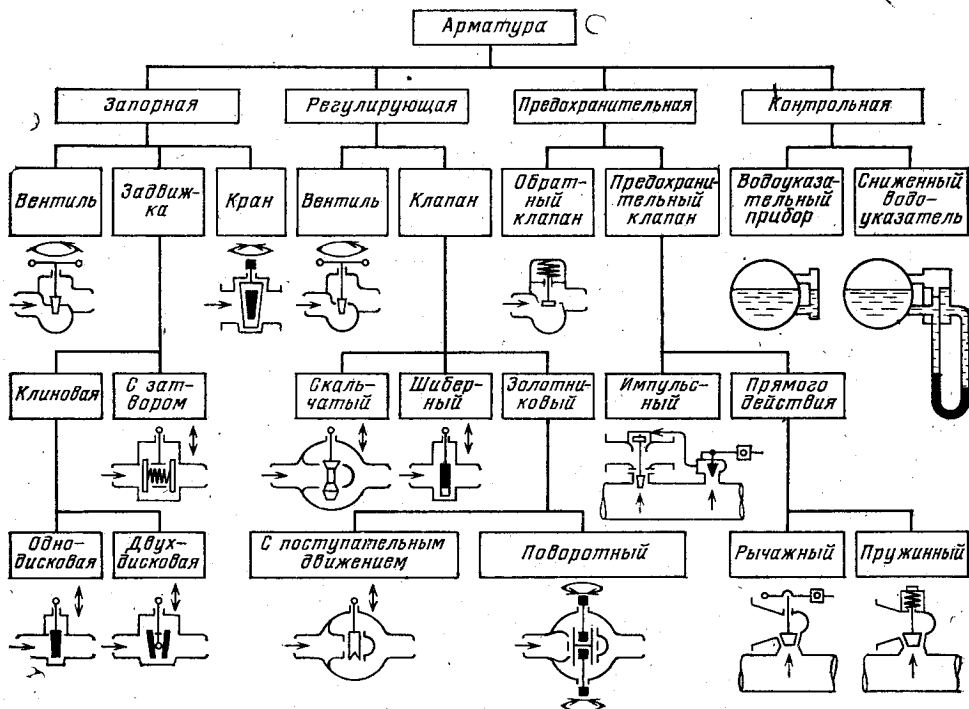 Арматура
Запорная
Регулирующая
Предохранительная
Контрольная
Вентиль
Задвиж-
ка
Кран
Вентиль
Клапан
Обрат-
ный
клапан
Предохрани-
тельный
клапан
Водоуказа-
тельный
прибор
Сниженный
водо-
указатель
Клиновая
С зат-
вором
Скаль-
чатый
Шибер-
ный
Золотни-
ковый
Импульс-
ный
Прямого
действия
Одно-
дисковая
Двух-
дисковая
С поступательным
движением
Поворотный
Рычажный
Пружинный